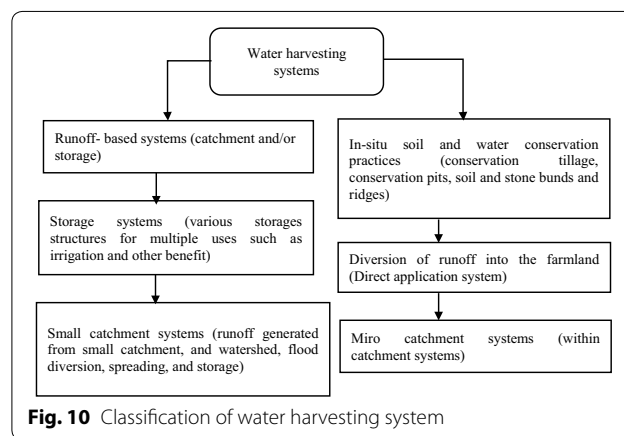 Water harvesting
systems
Runoff- based systems (catchment and/or
storage)
Storage systems (various storages
structures for multiple uses such as
irrigation and other benefit)
Small catchment systems (runoff generated
from small catchment, and watershed, flood
diversion, spreading, and storage)
In-situ soil and water conservation
practices (conservation tillage,
conservation pits, soil and stone bunds and
ridges)
Diversion of runoff into the farmland
(Direct application system)
Miro catchment systems (within
catchment systems)
Fig. 10 Classification of water harvesting system